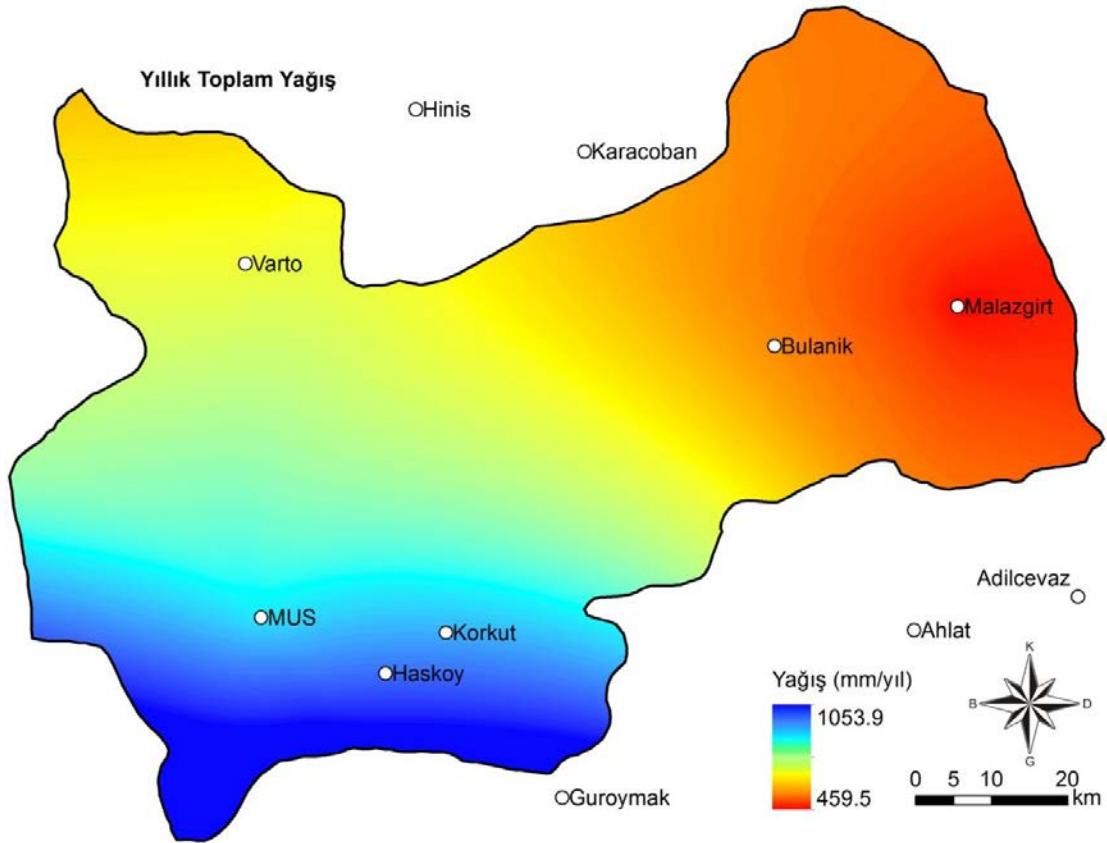 Yıllık Toplam Yağış
Hinis
Karacoban
Varto
Malazgirt
Bulanik
Adilcevaz
MUS
Korkut
Ahlat
Haskoy
Yağış (mm/yıl)
1053.9
459.5
K
B
D
G
0 5 10 20
km
Guroymak